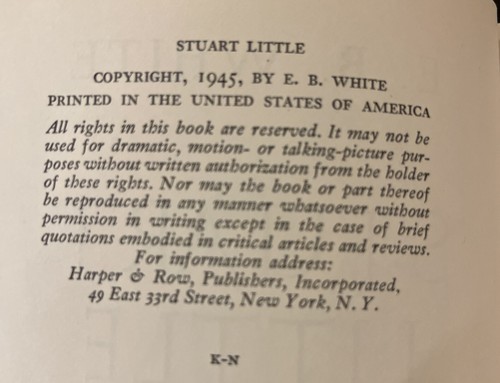 STUART LITTLE
COPYRIGHT, 1945, BY E. B. WHITE
PRINTED IN THE UNITED STATES OF AMERICA
All rights in this book are reserved. It may not be
used for dramatic, motion- or talking-picture pur-
poses without written authorization from the holder
of these rights. Nor may the book or part thereof
be reproduced in any manner whatsoever without
permission in writing except in the case of brief
quotations embodied in critical articles and reviews.
For information address:
Harper & Row, Publishers, Incorporated,
49 East 33rd Street, New York, N. Y.
K-N